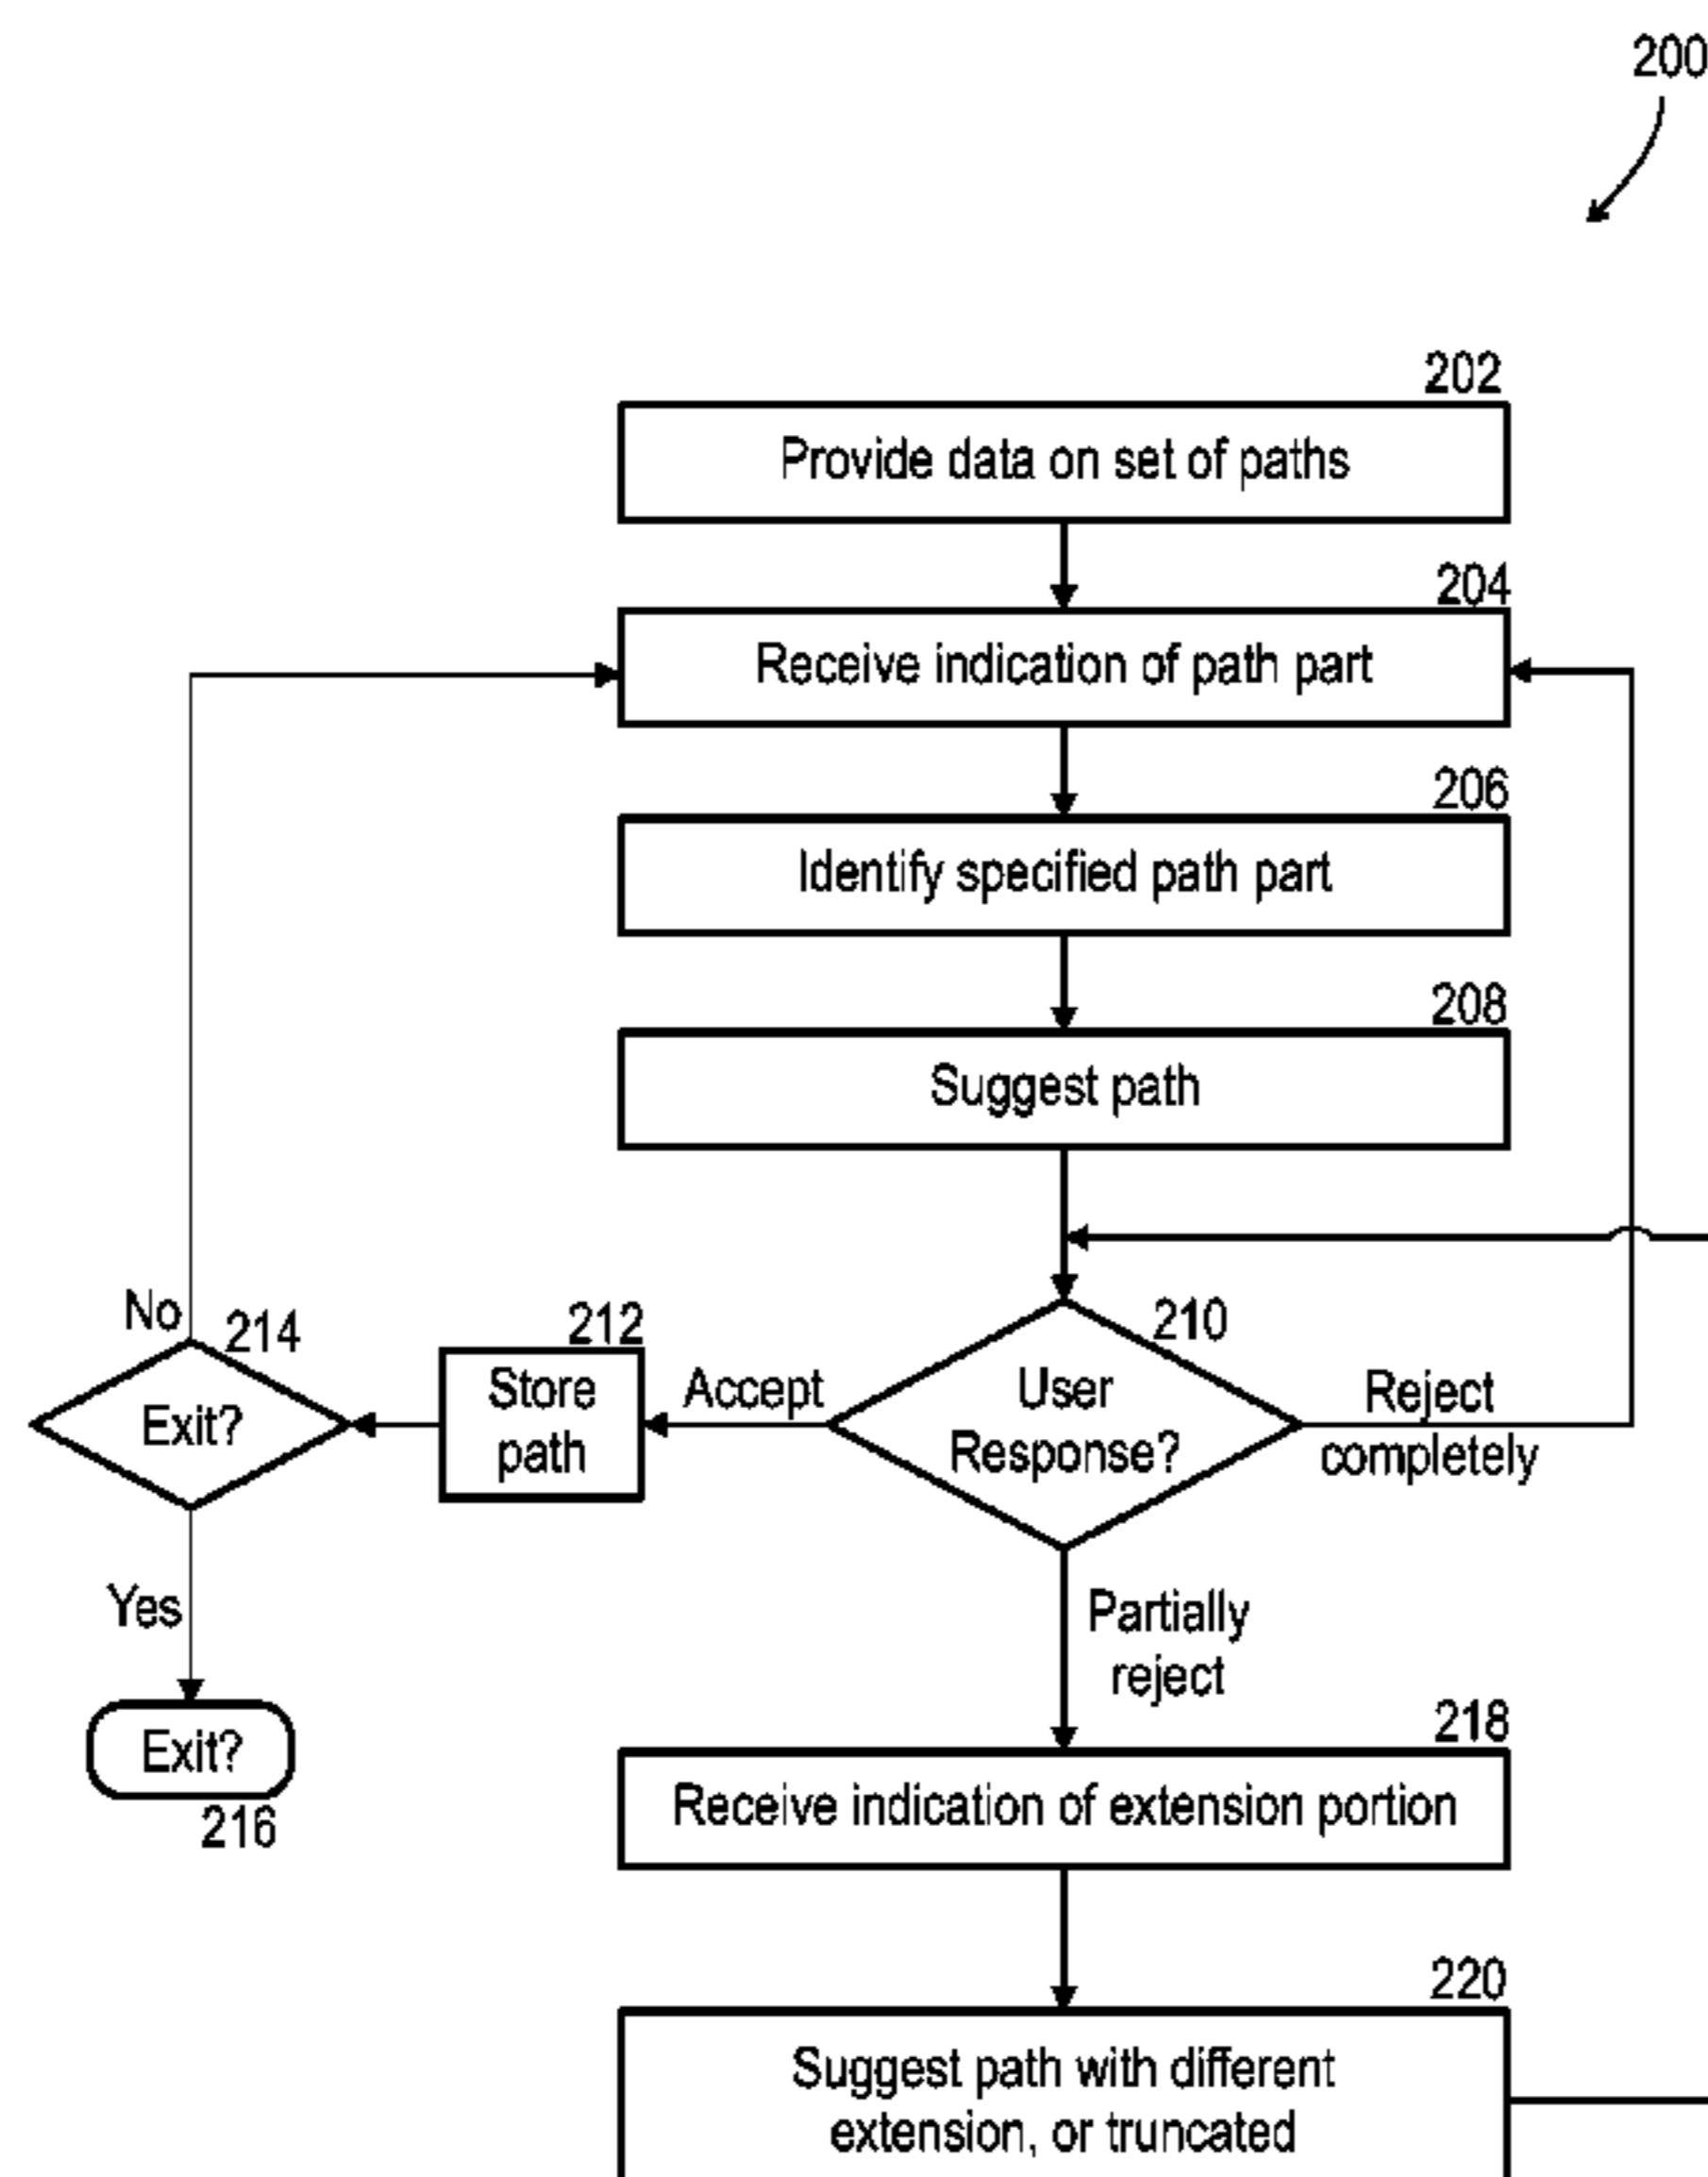 200
202
Provide data on set of paths
204
Receive indication of path part
206
Identify specified path part
208
Suggest path
No
214
Exit?
212
Store
path
Accept
210
User
Response?
Reject
completely
Yes
Partially
reject
Exit?
216
218
Receive indication of extension portion
220
Suggest path with different
extension, or truncated